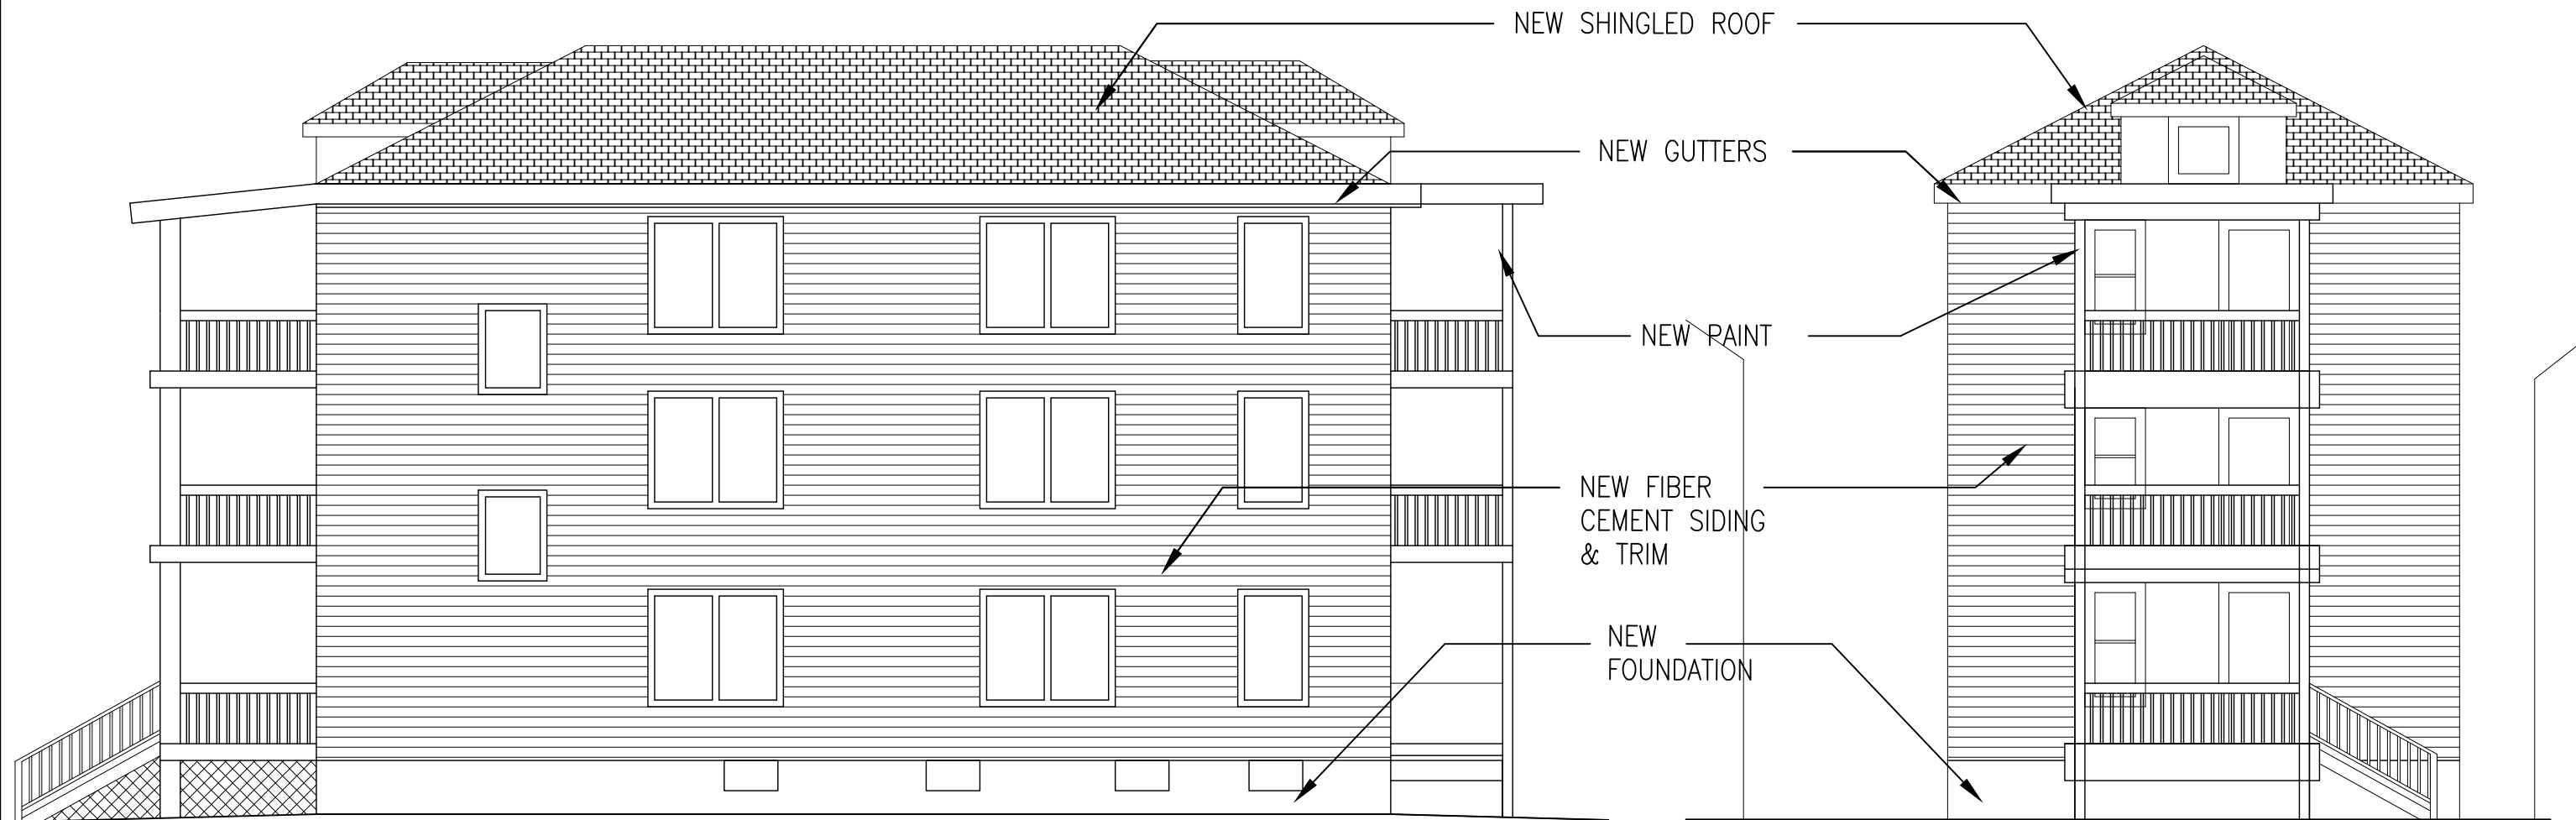 NEW SHINGLED ROOF
NEW GUTTERS
NEW PAINT
NEW FIBER
CEMENT SIDING
& TRIM
NEW
FOUNDATION